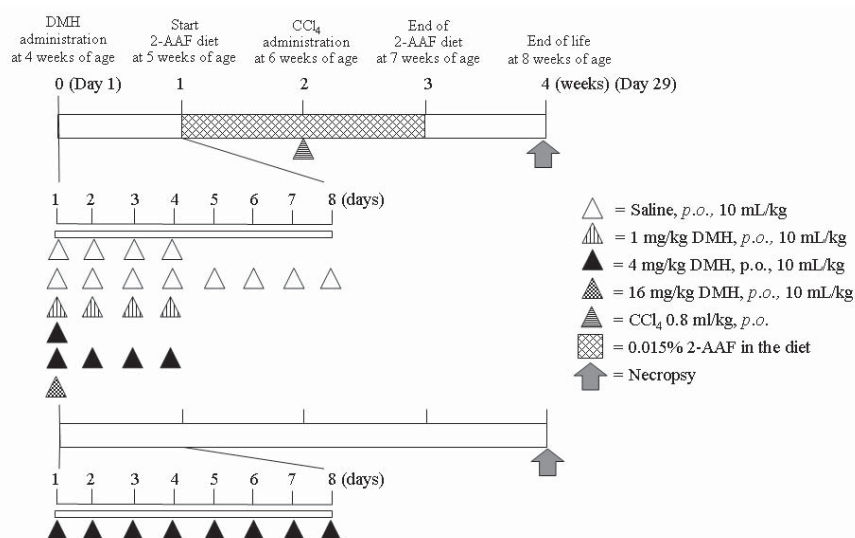 DMH
administration
at 4 weeks of age
Start
2-AAF diet
at 5 weeks of age
CCl4
administration
at 6 weeks of age
End of
2-AAF diet
at 7 weeks of age
End of life
at 8 weeks of age
0 (Day 1) 1 2 3 4 (weeks) (Day 29)
1 2 3 4 5 6 7 8 (days)
= Saline, p.o., 10 mL/kg
= 1 mg/kg DMH, p.o., 10 mL/kg
= 4 mg/kg DMH, p.o., 10 mL/kg
= 16 mg/kg DMH, p.o., 10 mL/kg
= CCl4 0.8 ml/kg, p.o.
= 0.015% 2-AAF in the diet
= Necropsy
1 2 3 4 5 6 7 8 (days)